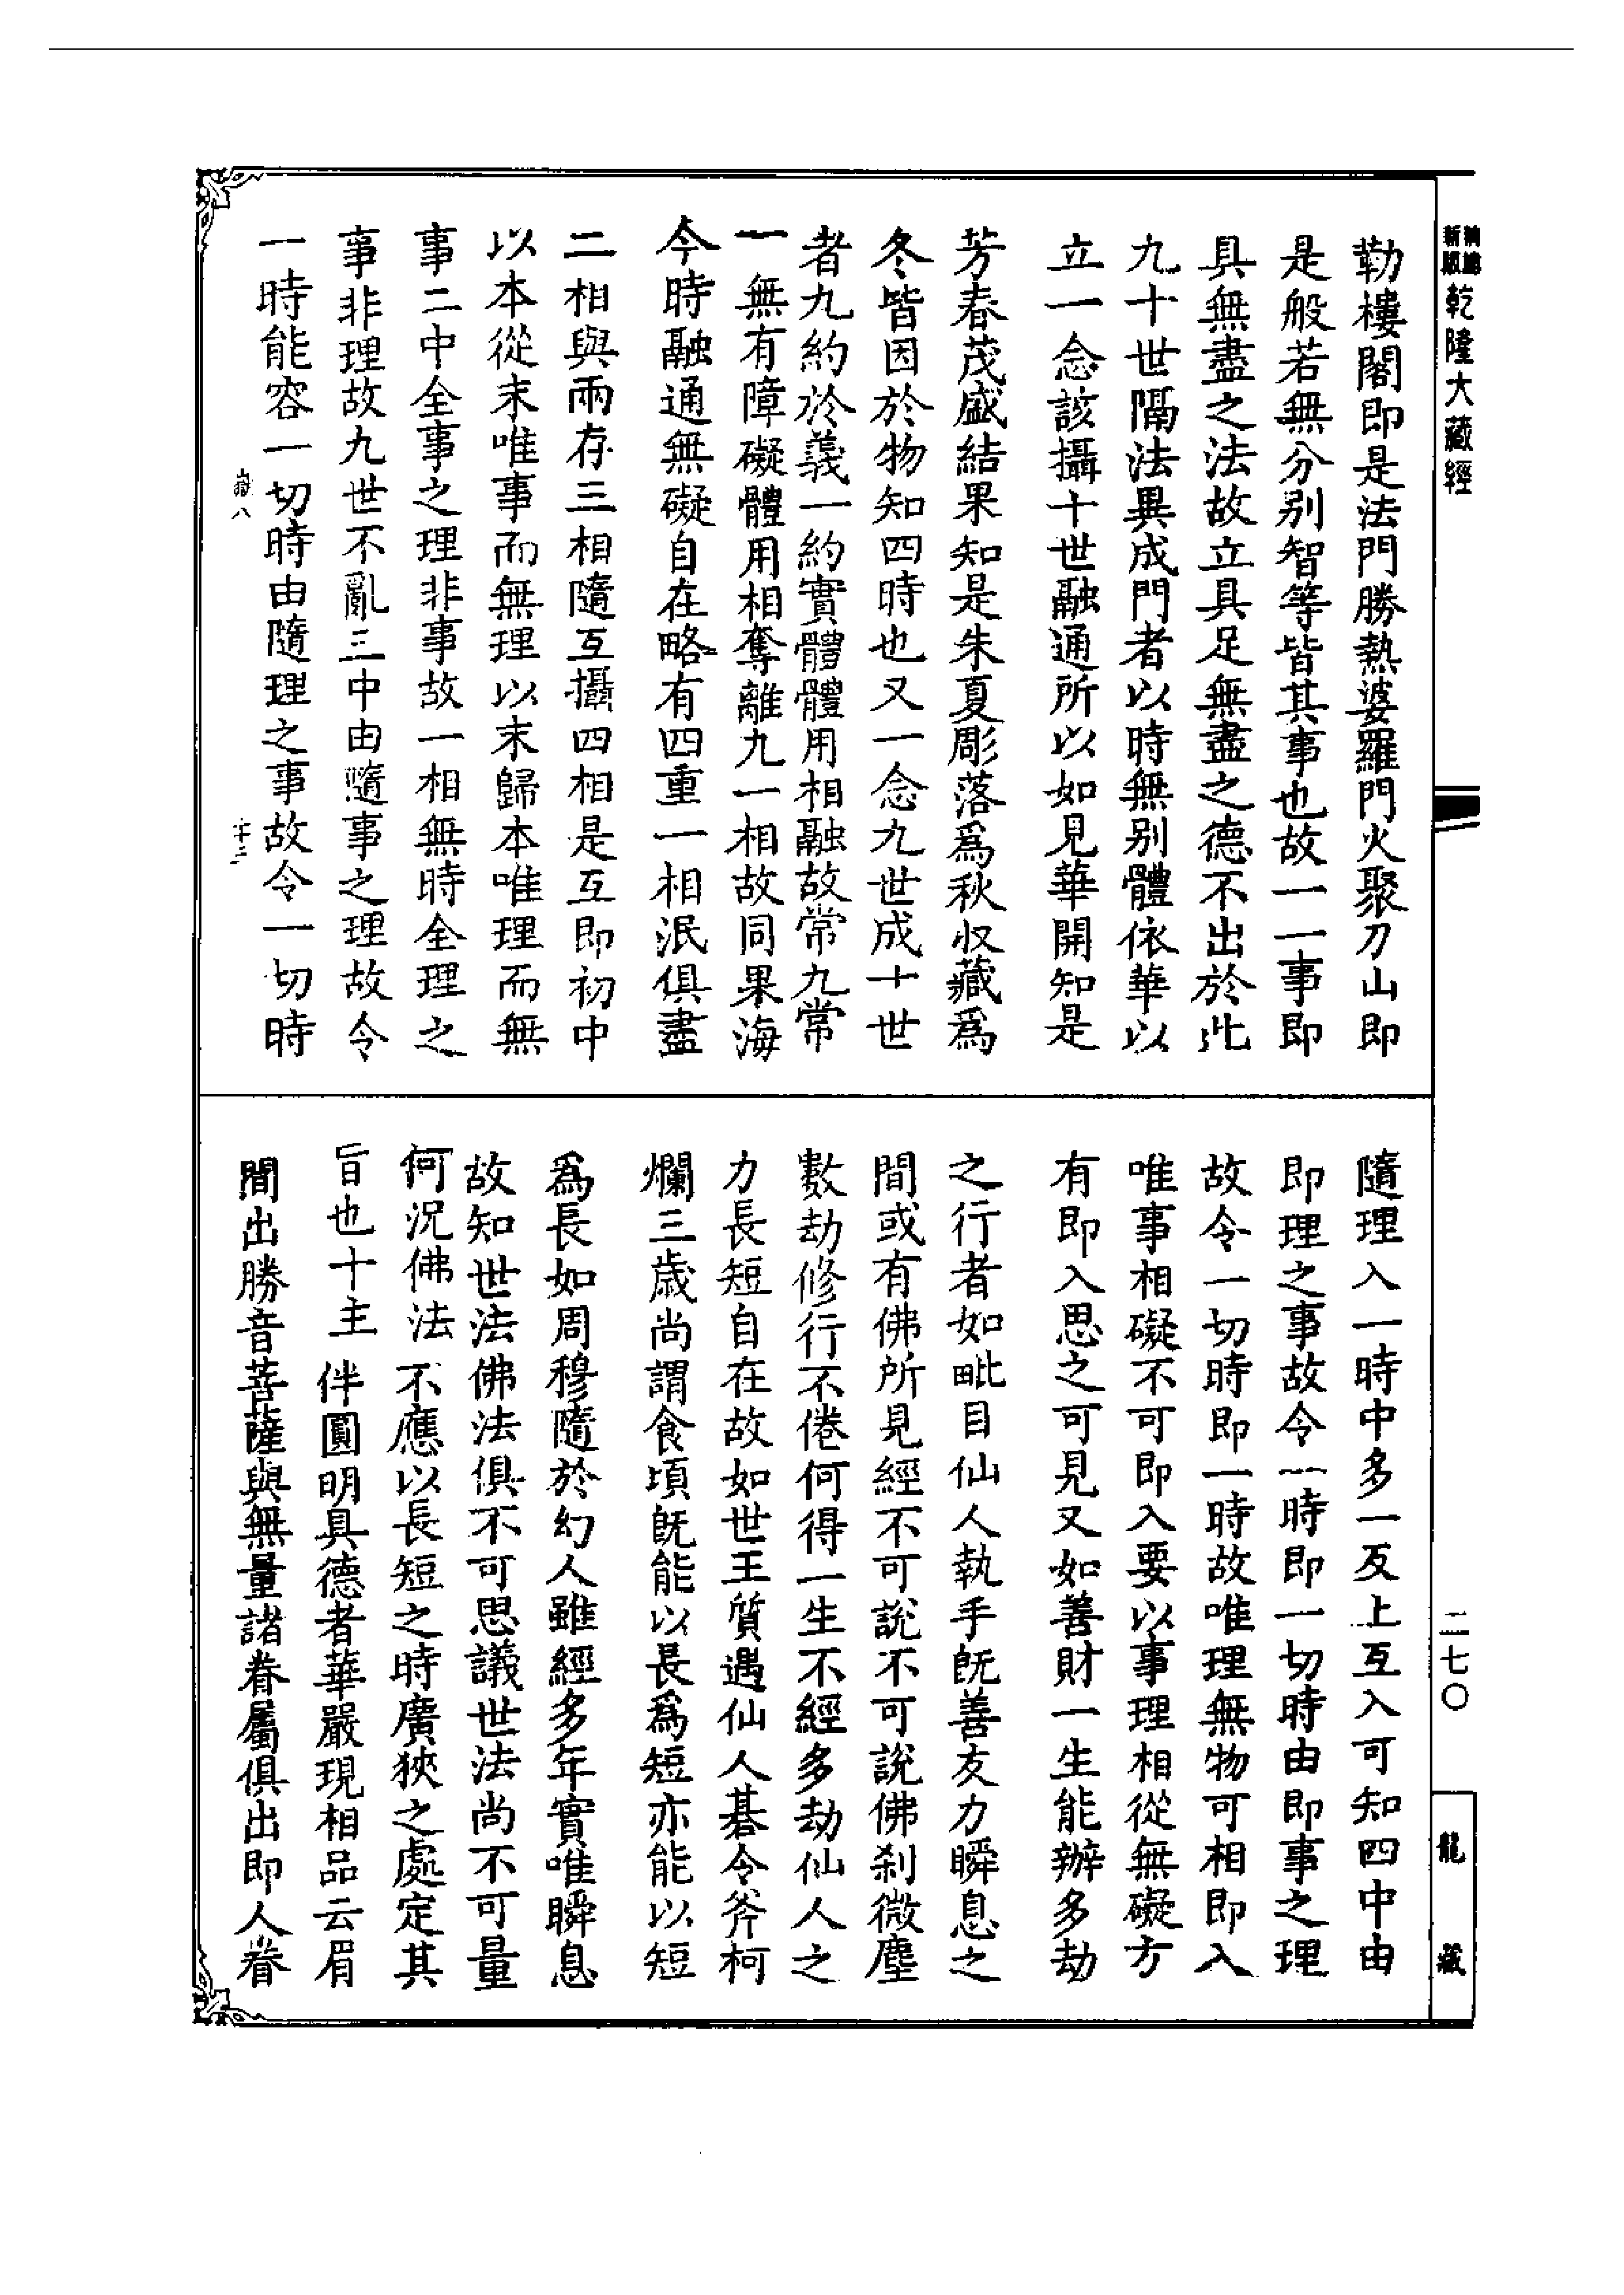 乾隆大藏經
勒樓閣即是法門勝熱婆羅門火聚刀山即
是般若無分别智等皆其事也故一一事即
具無盡之法故立具足無盡之德不出於此
九十世隔法異成門者以時無别體依華以
立一念該攝十世融通所以如見華開知是
芳春茂盛結果知是朱夏彫落爲秋収藏爲
冬皆因於物知四時也又一念九世成十世
者九約於義一約實體體用相融故常九常
一無有障礙體用相奪離九一相故同果海
今時融通無礙自在略有四重一相泯俱盡
二相與兩存三相隨互攝四相是互即初中
以本從末唯事而無理以末歸本唯理而無
事二中全事之理非事故一相無時全理之
事非理故九世不亂三中由隨事之理故令
一時能容一切時由隨理之事故令一切時
嶽八
十二
隨理入一時中多一反上互入可知四中由
即理之事故令一時即一切時由即事之理
故令一切時即一時故唯理無物可相即入
唯事相礙不可即入要以事理相從無礙方
有即入思之可見又如善財一生能辦多劫
之行者如毗目仙人執手旣善友力瞬息之
間或有佛所見經不可說不可說佛刹微塵
數劫修行不倦何得一生不經多劫仙人之
力長短自在故如世王質遇仙人碁令斧柯
爛三歲尚謂食頃旣能以長爲短亦能以短
爲長如周穆隨於幻人雖經多年實唯瞬息
故知世法佛法俱不可思議世法尚不可量
何況佛法不應以長短之時廣狹之處定其
旨也十主伴圓明具德者華嚴現相品云眉
間出勝音菩薩與無量諸眷屬俱出即人眷
二七〇
龍藏